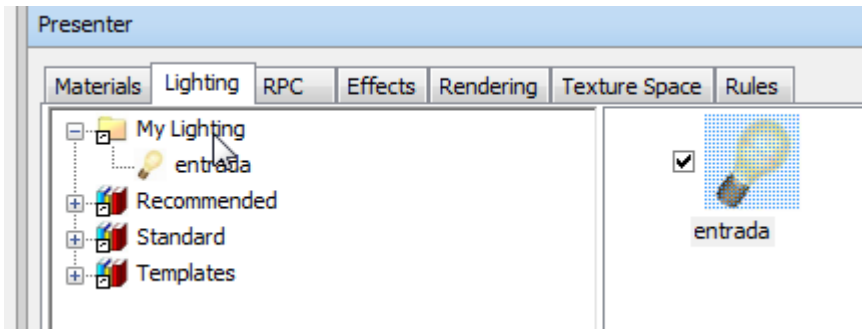 Presenter
Materials Lighting RPC Effects Rendering Texture Space Rules
My Lighting
entrada
Recommended
Standard
Templates
entrada